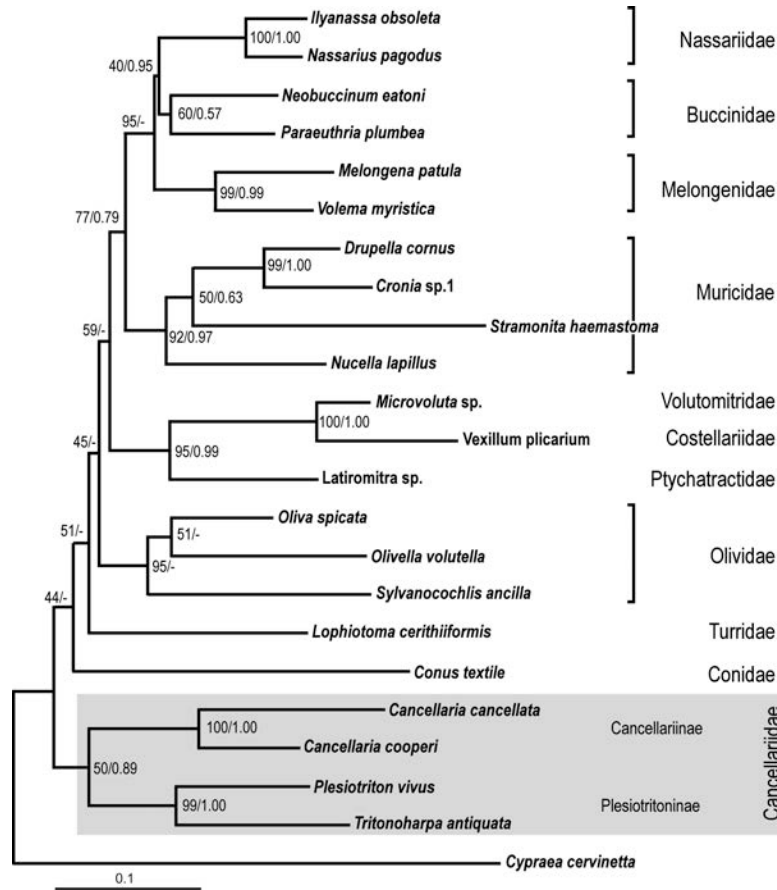 Ilyanassa obsoleta
100/1.00
Nassarius pagodus
Nassariidae
40/0.95
Neobuccinum eatoni
60/0.57
Paraeuthria plumbea
Buccinidae
95/-
Melongena patula
99/0.99
Volema myristica
Melongenidae
77/0.79
Drupella cornus
99/1.00
Cronia sp.1
50/0.63
Stramonita haemastoma
92/0.97
Nucella lapillus
Muricidae
59/-
Microvoluta sp.
Volutomitridae
100/1.00
Vexillum plicarium
Costellariidae
95/0.99
Latiromitra sp.
Ptychatractidae
45/-
Oliva spicata
51/-
Olivella volutella
95/-
Sylvanocochlis ancilla
Olividae
51/-
Lophiotoma cerithiiformis
Turridae
44/-
Conus textile
Conidae
Cancellaria cancellata
100/1.00
Cancellaria cooperi
Cancellariinae
50/0.89
Plesiotriton vivus
99/1.00
Tritonoharpa antiquata
Plesiotritoninae
Cancellariidae
Cypraea cervinetta
0.1